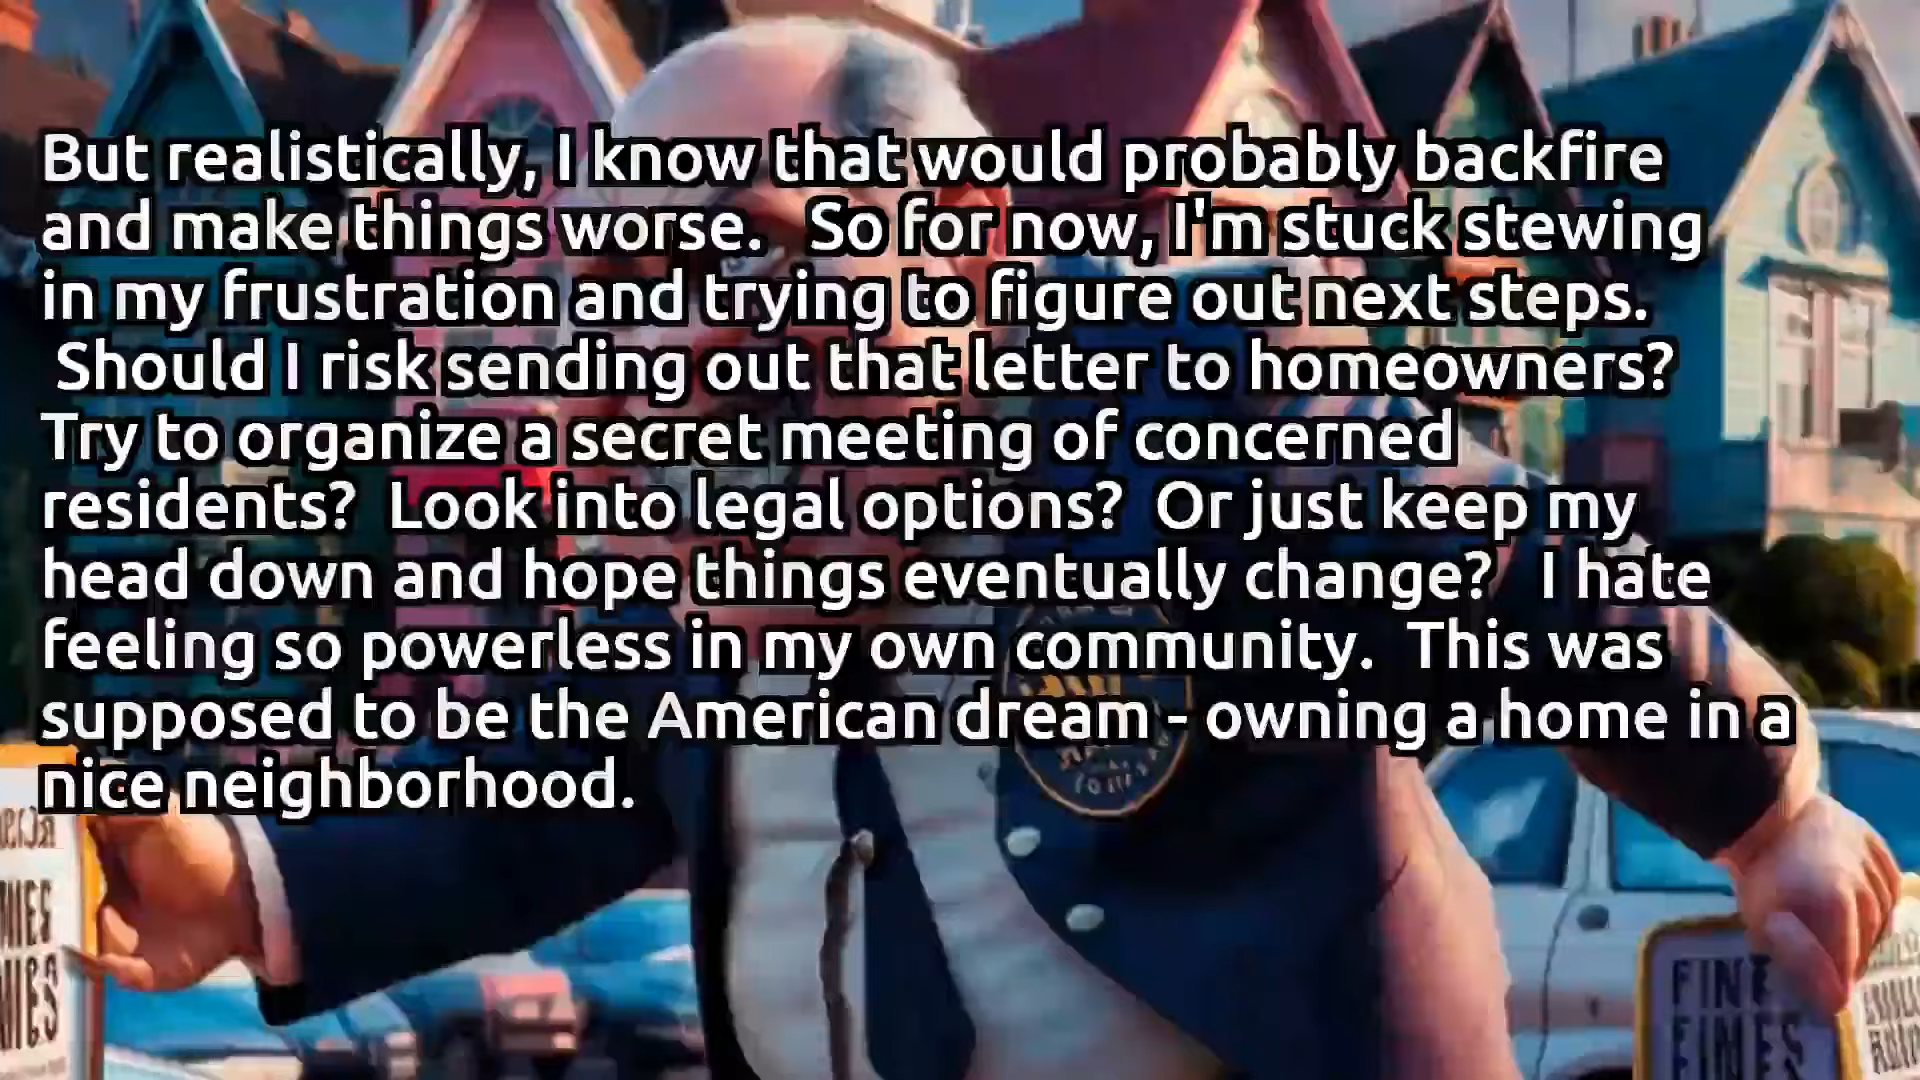 But realistically, I know that would probably backfire
and make things worse.   So for now, I'm stuck stewing
in my frustration and trying to figure out next steps.
Should I risk sending out that letter to homeowners?
Try to organize a secret meeting of concerned
residents?  Look into legal options?  Or just keep my
head down and hope things eventually change?   I hate
feeling so powerless in my own community.  This was
supposed to be the American dream - owning a home in a
nice neighborhood.
FINE
FIMES